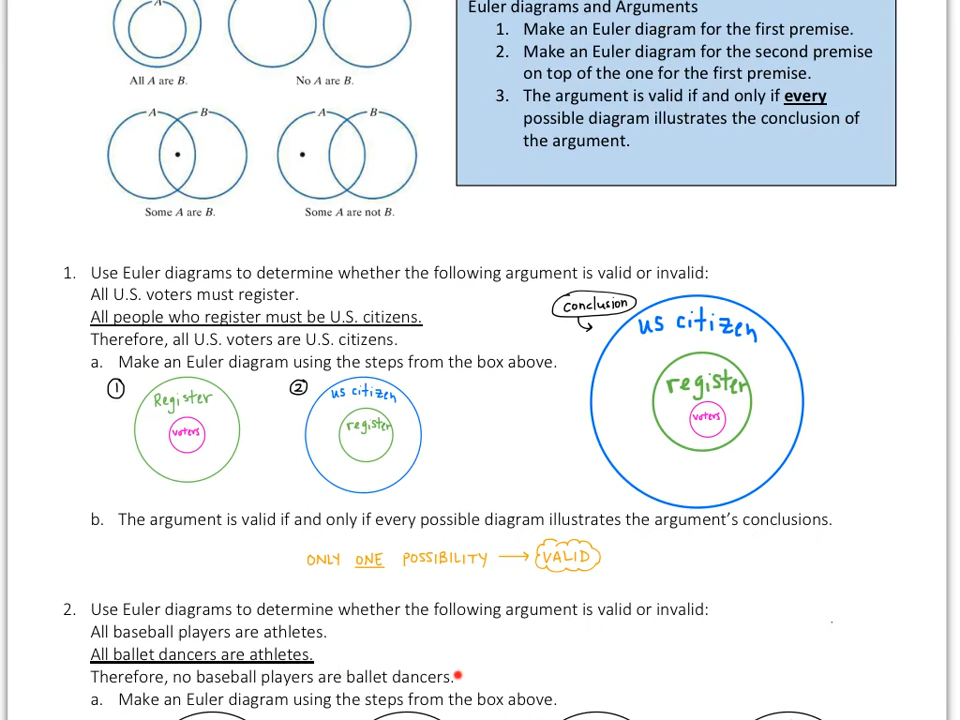 A
All A are B.
No A are B.
A B
A B
Some A are B.
Some A are not B.
Euler diagrams and Arguments
1. Make an Euler diagram for the first premise.
2. Make an Euler diagram for the second premise
on top of the one for the first premise.
3. The argument is valid if and only if every
possible diagram illustrates the conclusion of
the argument.
1. Use Euler diagrams to determine whether the following argument is valid or invalid:
All U.S. voters must register.
All people who register must be U.S. citizens.
Therefore, all U.S. voters are U.S. citizens.
a. Make an Euler diagram using the steps from the box above.
1
Register
voters
2
us citizen
register
conclusion
us citizen
register
voters
b. The argument is valid if and only if every possible diagram illustrates the argument's conclusions.
ONLY ONE POSSIBILITY → VALID
2. Use Euler diagrams to determine whether the following argument is valid or invalid:
All baseball players are athletes.
All ballet dancers are athletes.
Therefore, no baseball players are ballet dancers.
a. Make an Euler diagram using the steps from the box above.